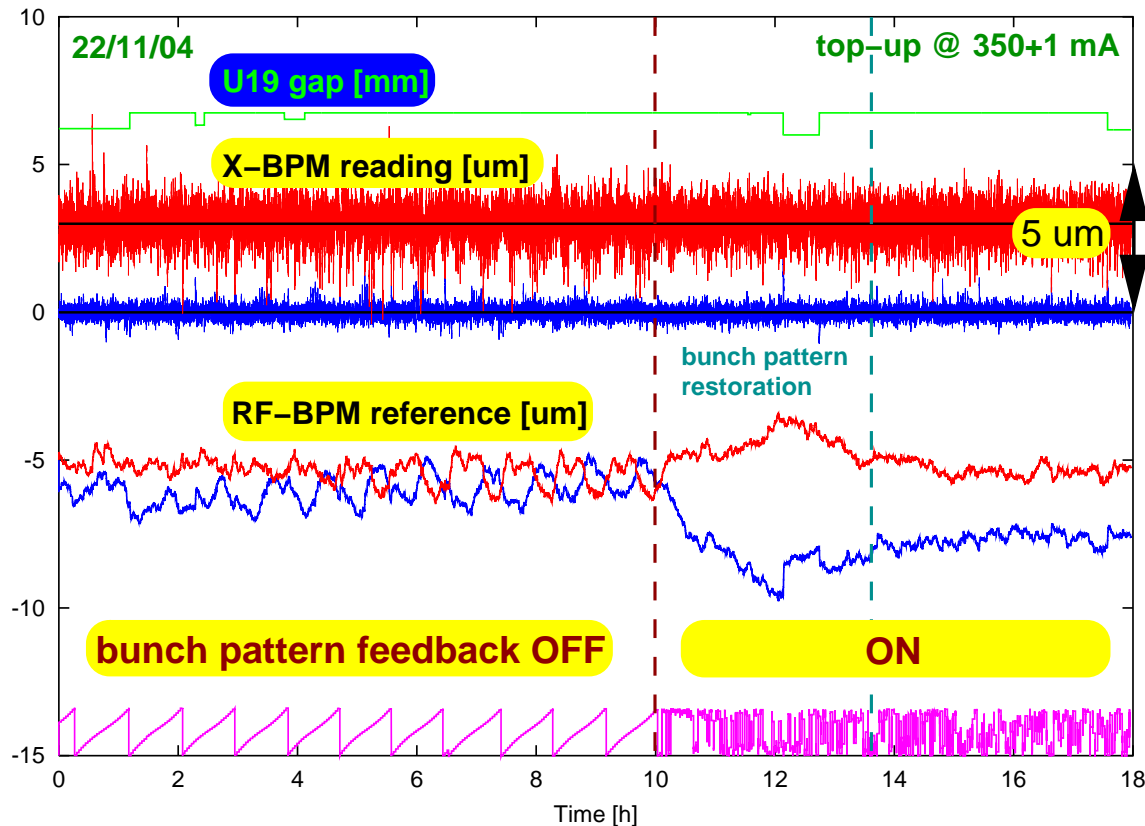 10
22/11/04
top−up @ 350+1 mA
U19 gap [mm]
5
X−BPM reading [um]
5 um
0
bunch pattern
restoration
RF−BPM reference [um]
-5
-10
bunch pattern feedback OFF
ON
-15
0 2 4 6 8 10 12 14 16 18
Time [h]